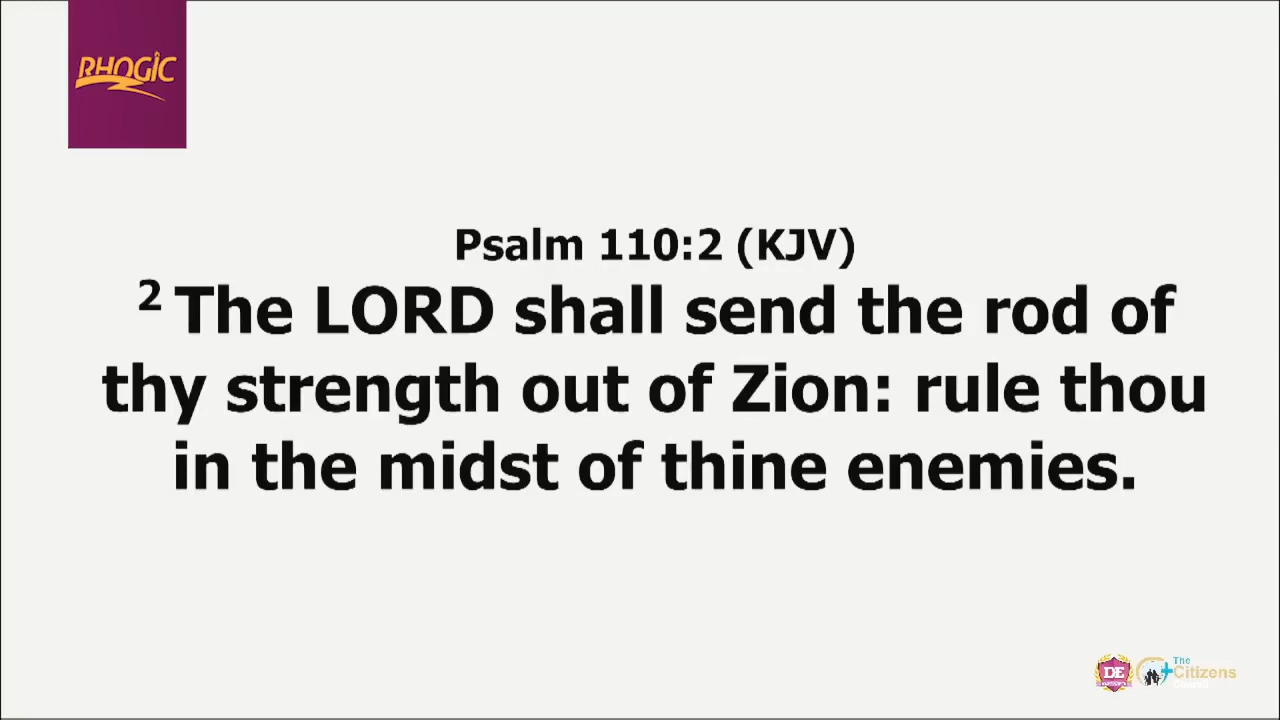 RHOGIC
Psalm 110:2 (KJV)
2 The LORD shall send the rod of
thy strength out of Zion: rule thou
in the midst of thine enemies.
DE
The
Citizens